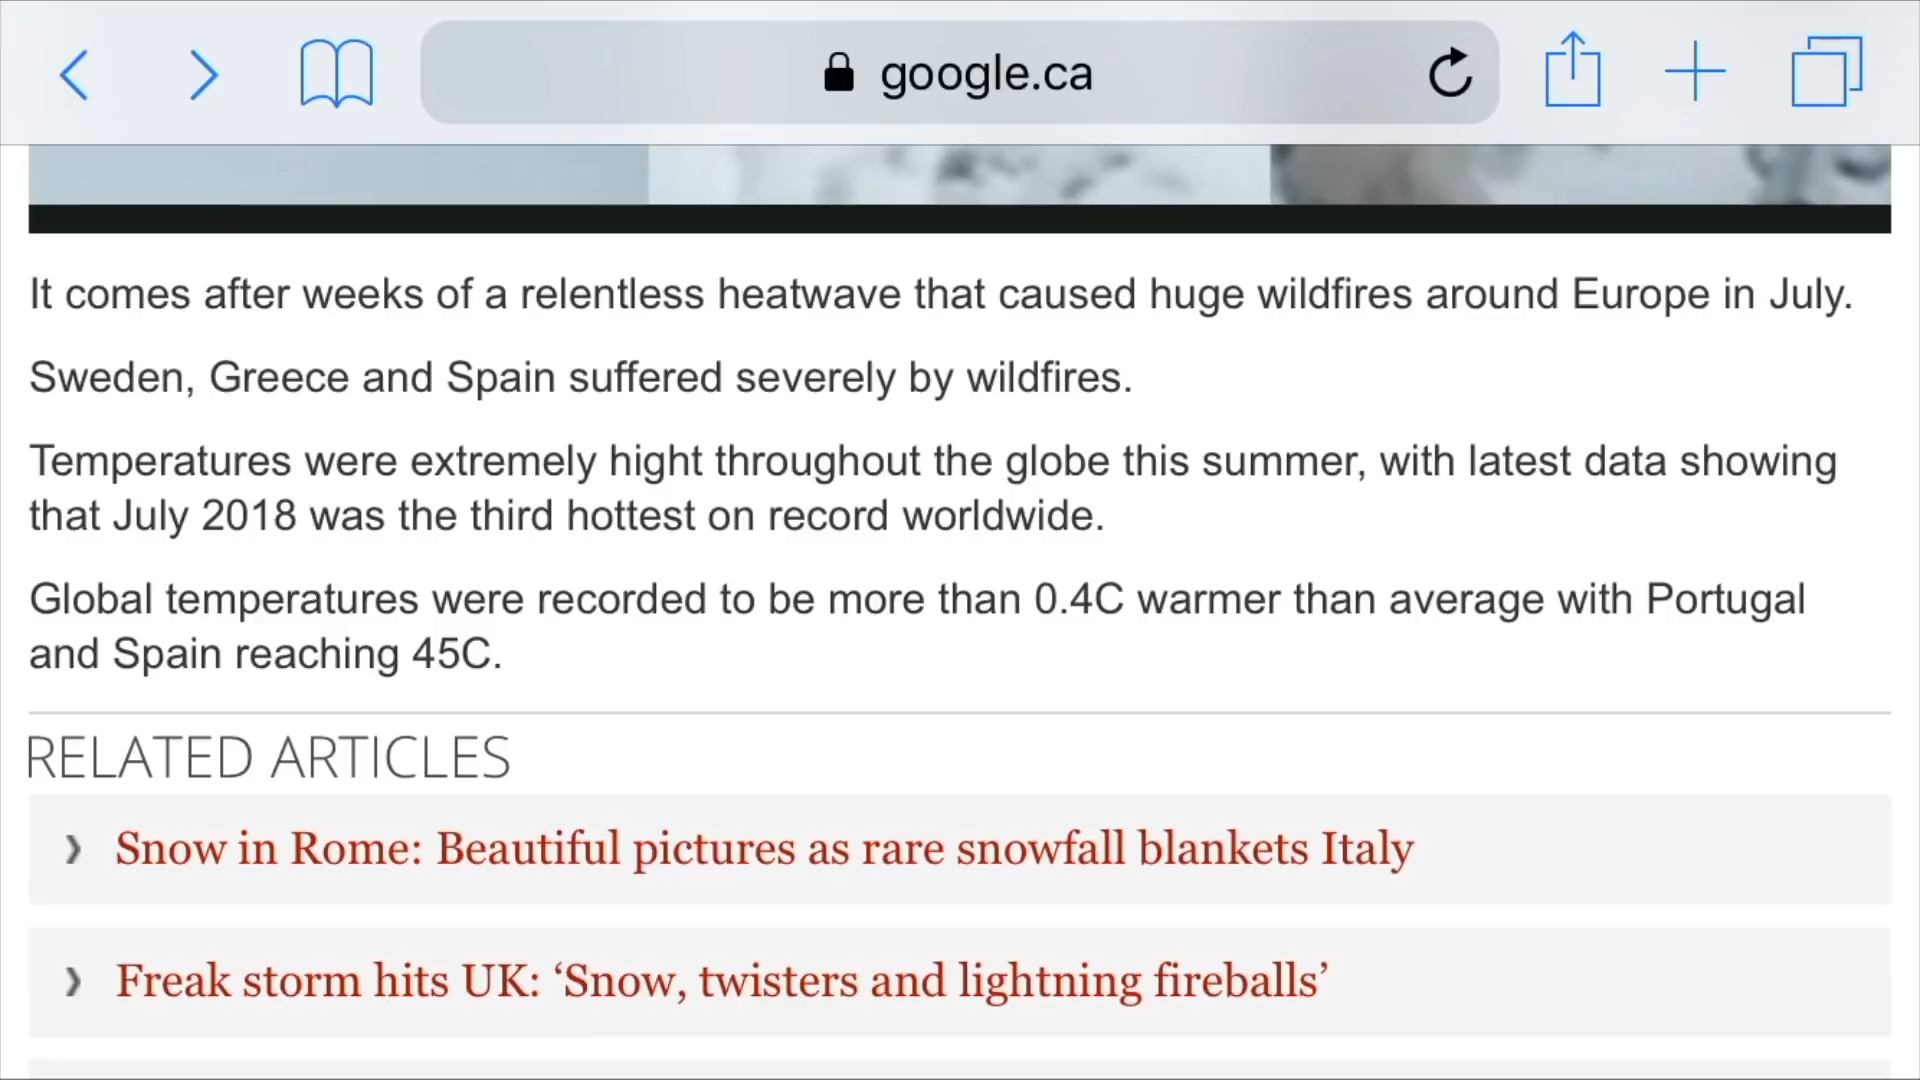 google.ca
It comes after weeks of a relentless heatwave that caused huge wildfires around Europe in July.
Sweden, Greece and Spain suffered severely by wildfires.
Temperatures were extremely hight throughout the globe this summer, with latest data showing
that July 2018 was the third hottest on record worldwide.
Global temperatures were recorded to be more than 0.4C warmer than average with Portugal
and Spain reaching 45C.
RELATED ARTICLES
Snow in Rome: Beautiful pictures as rare snowfall blankets Italy
Freak storm hits UK: ‘Snow, twisters and lightning fireballs’